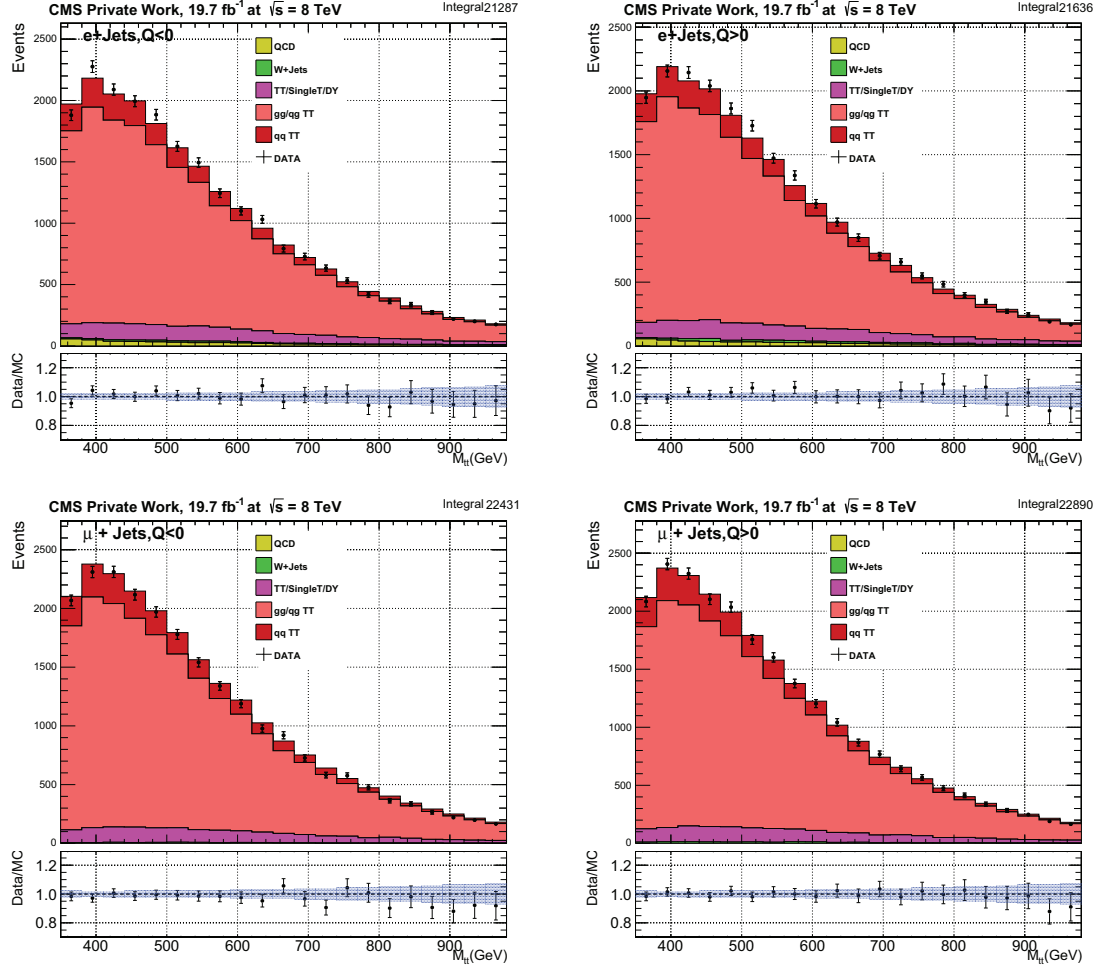 CMS Private Work, 19.7 fb⁻¹ at √s = 8 TeV Integral21287
e+Jets,Q<0
Events
2500
2000
1500
1000
500
0
QCD
W+Jets
TT/SingleT/DY
gg/qg TT
qq TT
DATA
Data/MC
1.2
1.0
0.8
400 500 600 700 800 900
M_tt(GeV)
CMS Private Work, 19.7 fb⁻¹ at √s = 8 TeV Integral21636
e+Jets,Q>0
Events
2500
2000
1500
1000
500
0
QCD
W+Jets
TT/SingleT/DY
gg/qg TT
qq TT
DATA
Data/MC
1.2
1.0
0.8
400 500 600 700 800 900
M_tt(GeV)
CMS Private Work, 19.7 fb⁻¹ at √s = 8 TeV Integral 22431
μ + Jets,Q<0
Events
2500
2000
1500
1000
500
0
QCD
W+Jets
TT/SingleT/DY
gg/qg TT
qq TT
DATA
Data/MC
1.2
1.0
0.8
400 500 600 700 800 900
M_tt(GeV)
CMS Private Work, 19.7 fb⁻¹ at √s = 8 TeV Integral 22890
μ + Jets,Q>0
Events
2500
2000
1500
1000
500
0
QCD
W+Jets
TT/SingleT/DY
gg/qg TT
qq TT
DATA
Data/MC
1.2
1.0
0.8
400 500 600 700 800 900
M_tt(GeV)